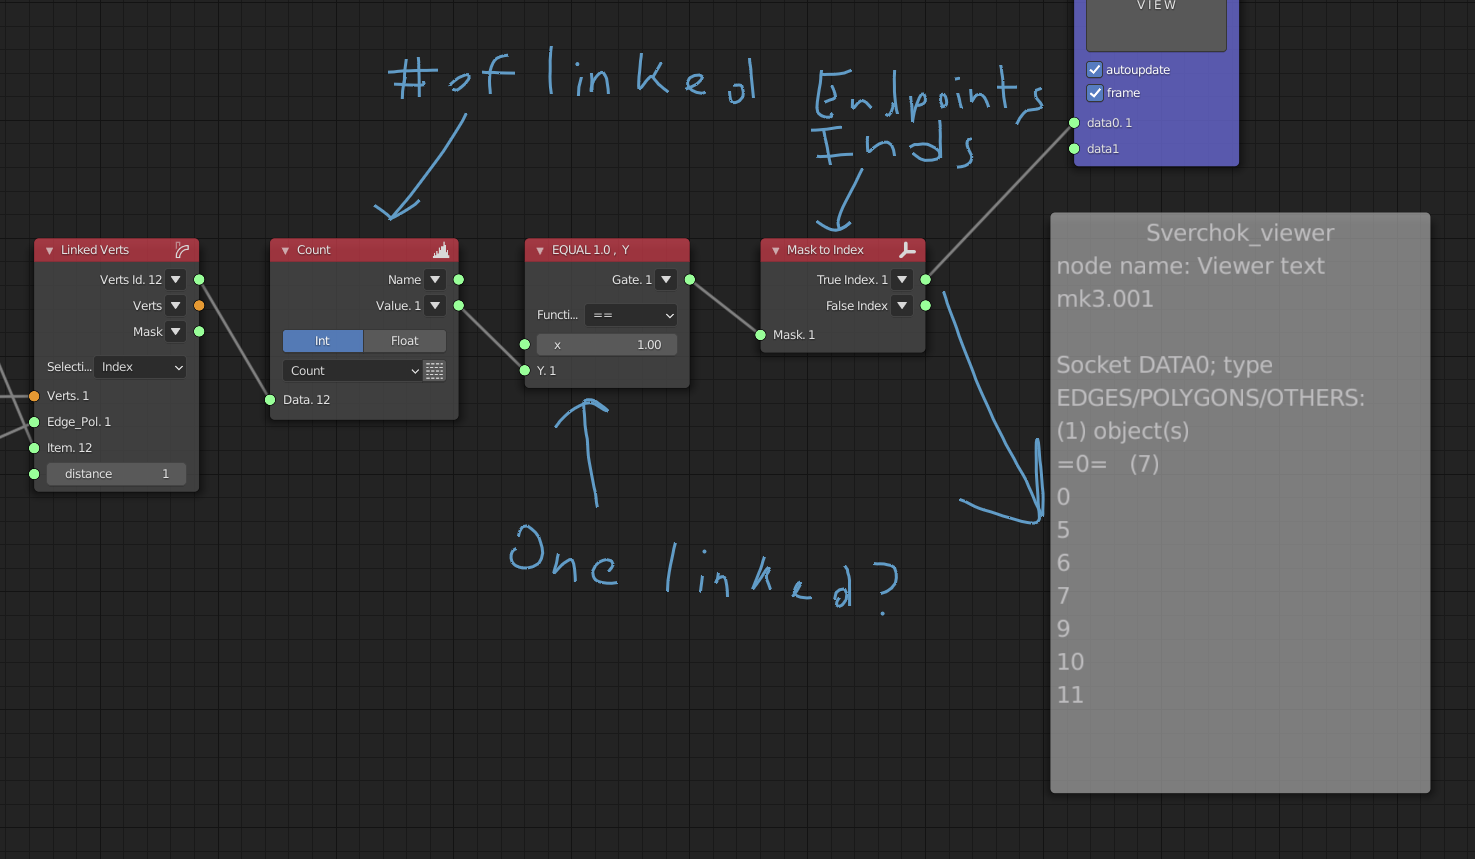 VIEW
autoupdate
frame
data0. 1
data1
# of linked
Endpoints
Inds
Linked Verts
Verts Id. 12
Verts
Mask
Selecti...
Index
Verts. 1
Edge_Pol. 1
Item. 12
distance 1
Count
Name
Value. 1
Int Float
Count
Data. 12
EQUAL 1.0 , Y
Gate. 1
Functi... ==
x 1.00
Y. 1
Mask to Index
True Index. 1
False Index
Mask. 1
One linked?
Sverchok_viewer
node name: Viewer text
mk3.001
Socket DATA0; type
EDGES/POLYGONS/OTHERS:
(1) object(s)
=0= (7)
0
5
6
7
9
10
11